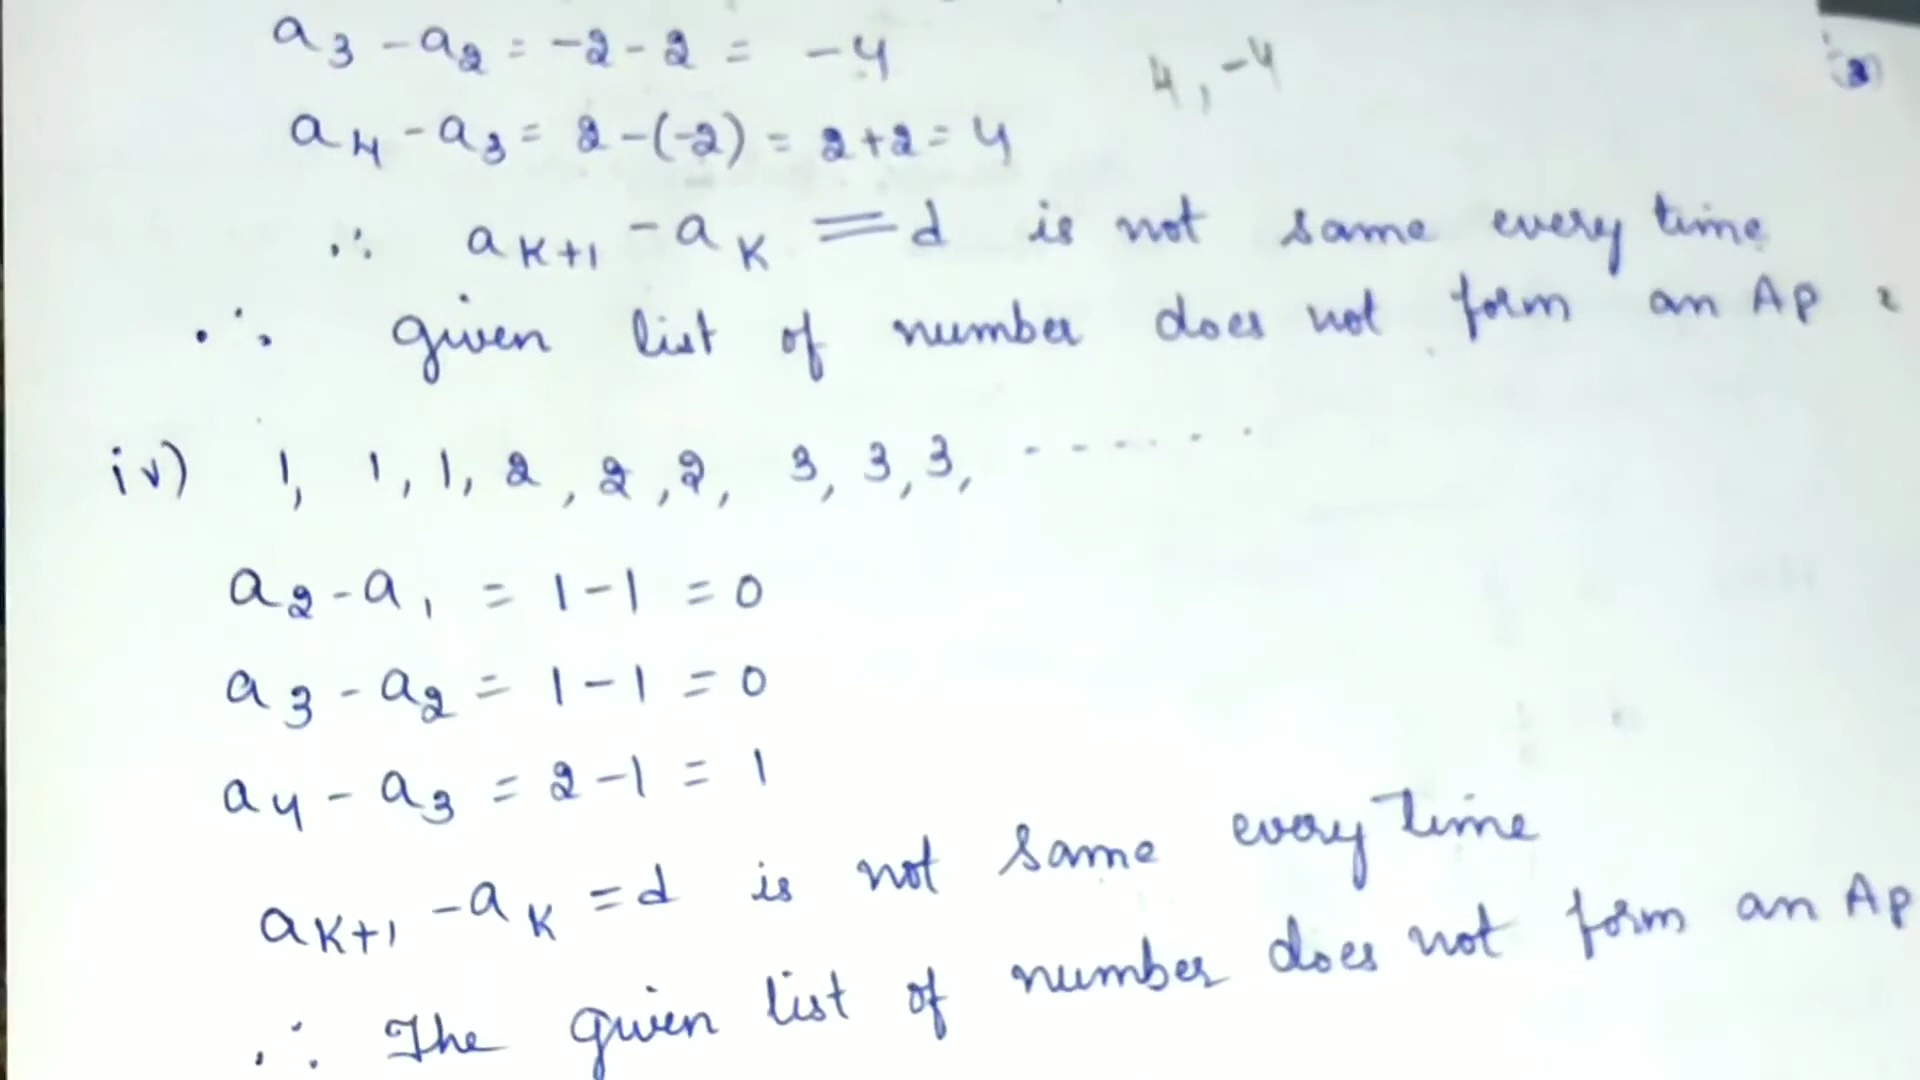 a3 - a2 = -2 - 2 = -4
4, -4
a4 - a3 = 2 - (-2) = 2+2 = 4
∴ aK+1 - aK = d is not same every time
∴ given list of number does not form an AP
iv) 1, 1, 1, 2, 2, 2, 3, 3, 3, .......
a2 - a1 = 1 - 1 = 0
a3 - a2 = 1 - 1 = 0
a4 - a3 = 2 - 1 = 1
aK+1 - aK = d is not same every time
∴ The given list of number does not form an AP